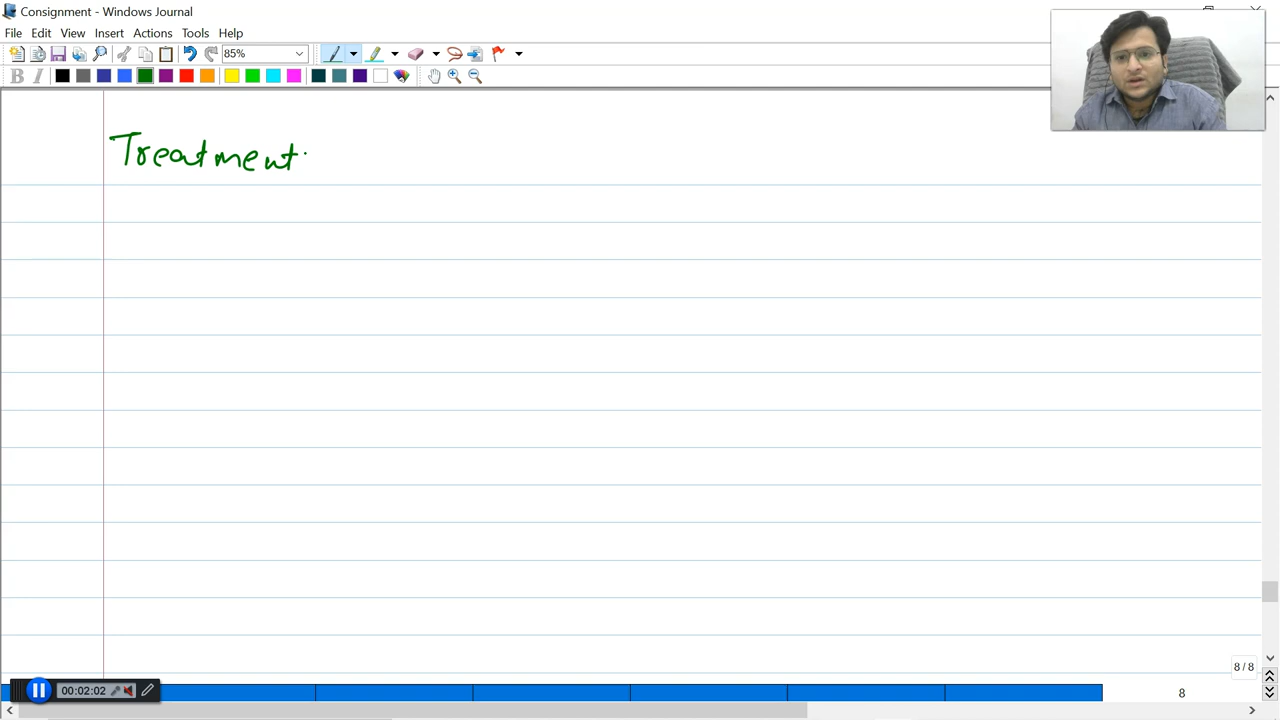 Consignment - Windows Journal
File Edit View Insert Actions Tools Help
85%
B I
Treatment:
8 / 8
00:02:02
8